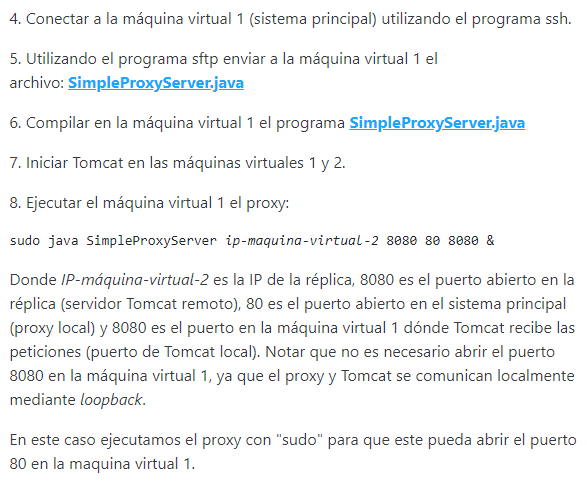 4. Conectar a la máquina virtual 1 (sistema principal) utilizando el programa ssh.
5. Utilizando el programa sftp enviar a la máquina virtual 1 el
archivo: SimpleProxyServer.java
6. Compilar en la máquina virtual 1 el programa SimpleProxyServer.java
7. Iniciar Tomcat en las máquinas virtuales 1 y 2.
8. Ejecutar el máquina virtual 1 el proxy:
sudo java SimpleProxyServer ip-maquina-virtual-2 8080 80 8080 &
Donde IP-máquina-virtual-2 es la IP de la réplica, 8080 es el puerto abierto en la
réplica (servidor Tomcat remoto), 80 es el puerto abierto en el sistema principal
(proxy local) y 8080 es el puerto en la máquina virtual 1 dónde Tomcat recibe las
peticiones (puerto de Tomcat local). Notar que no es necesario abrir el puerto
8080 en la máquina virtual 1, ya que el proxy y Tomcat se comunican localmente
mediante loopback.
En este caso ejecutamos el proxy con "sudo" para que este pueda abrir el puerto
80 en la maquina virtual 1.